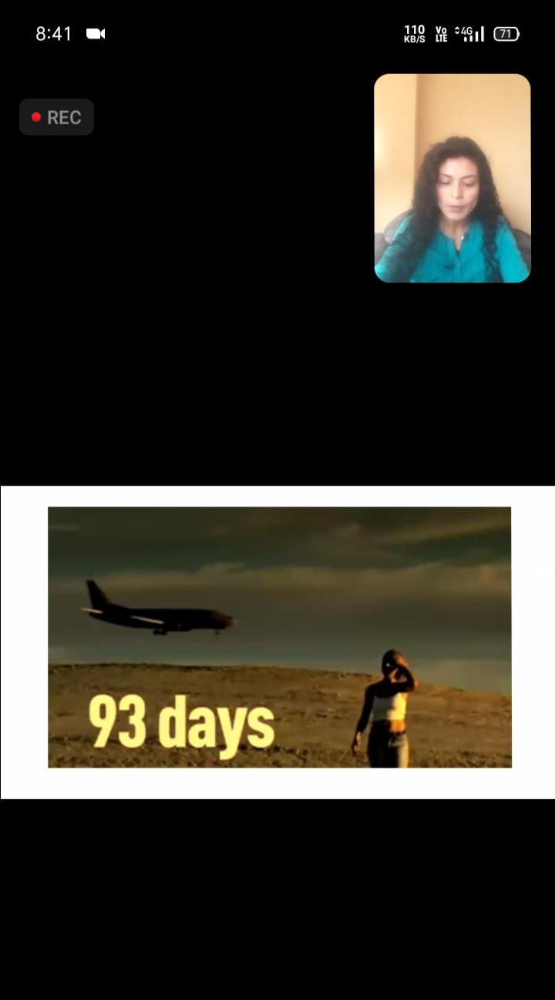 8:41
110
KB/S
Vo
LTE
4G
71
REC
93 days